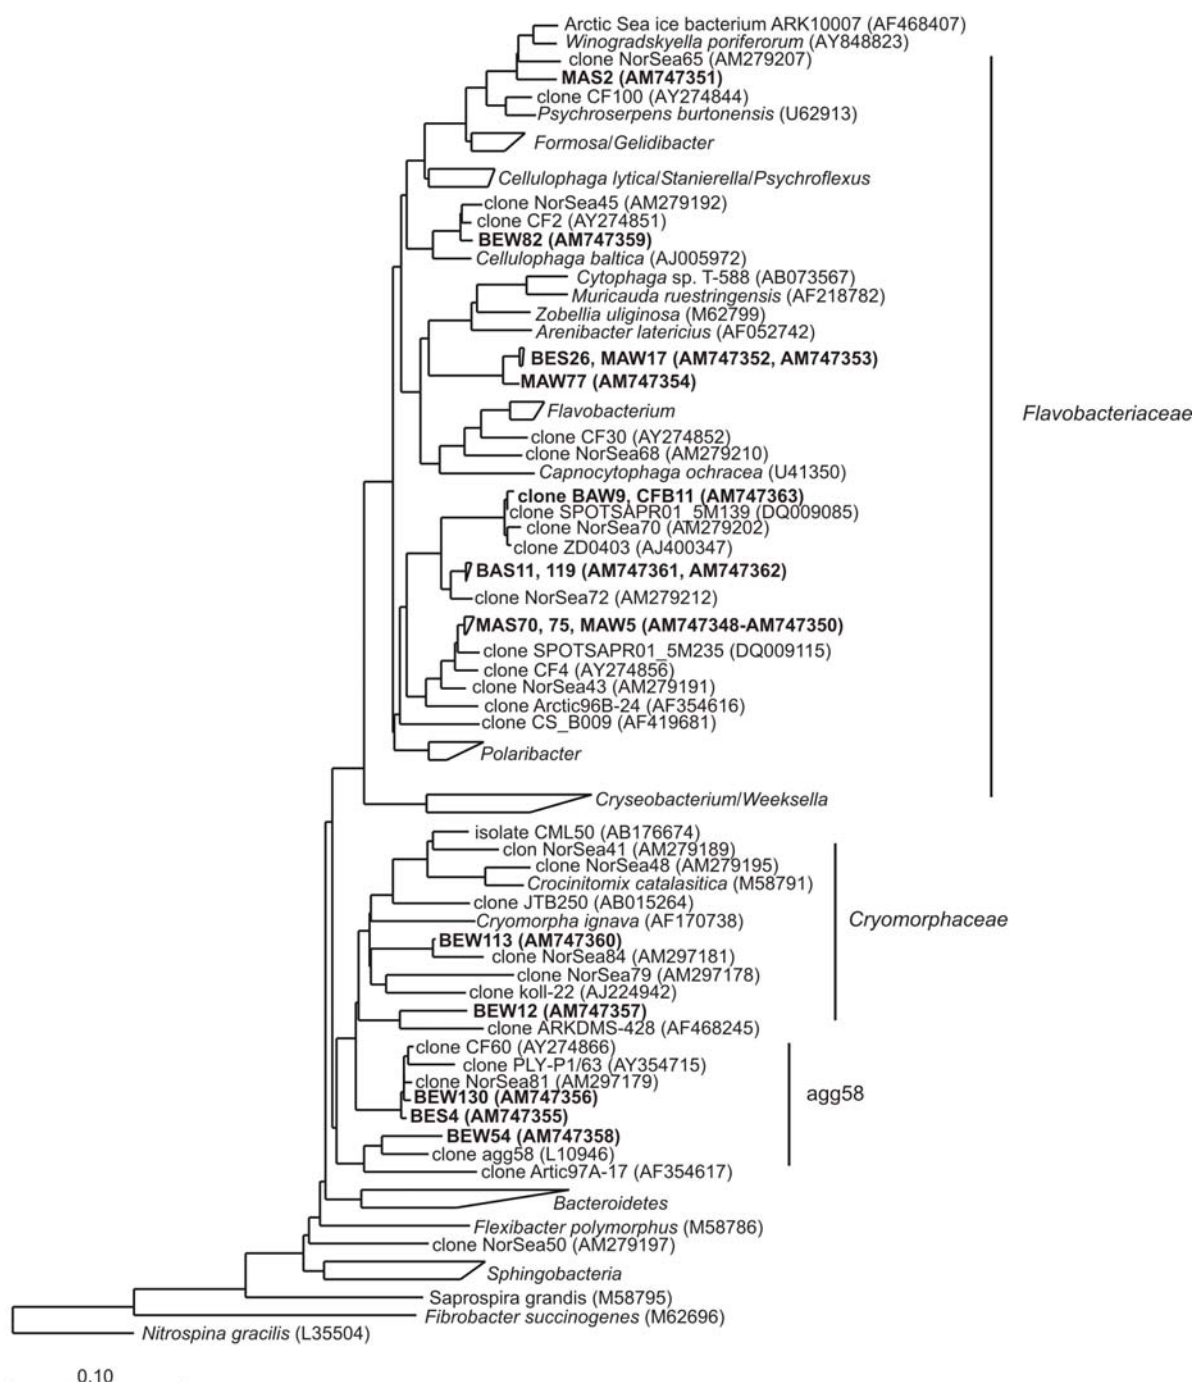 Arctic Sea ice bacterium ARK10007 (AF468407)
Winogradskyella poriferorum (AY848823)
clone NorSea65 (AM279207)
MAS2 (AM747351)
clone CF100 (AY274844)
Psychroserpens burtonensis (U62913)
Formosa/Gelidibacter
Cellulophaga lytica/Stanierella/Psychroflexus
clone NorSea45 (AM279192)
clone CF2 (AY274851)
BEW82 (AM747359)
Cellulophaga baltica (AJ005972)
Cytophaga sp. T-588 (AB073567)
Muricauda ruestringensis (AF218782)
Zobellia uliginosa (M62799)
Arenibacter latericius (AF052742)
BES26, MAW17 (AM747352, AM747353)
MAW77 (AM747354)
Flavobacterium
Flavobacteriaceae
clone CF30 (AY274852)
clone NorSea68 (AM279210)
Capnocytophaga ochracea (U41350)
clone BAW9, CFB11 (AM747363)
clone SPOTSAPR01_5M139 (DQ009085)
clone NorSea70 (AM279202)
clone ZD0403 (AJ400347)
BAS11, 119 (AM747361, AM747362)
clone NorSea72 (AM279212)
MAS70, 75, MAW5 (AM747348-AM747350)
clone SPOTSAPR01_5M235 (DQ009115)
clone CF4 (AY274856)
clone NorSea43 (AM279191)
clone Arctic96B-24 (AF354616)
clone CS_B009 (AF419681)
Polaribacter
Cryseobacterium/Weeksella
isolate CML50 (AB176674)
clon NorSea41 (AM279189)
clone NorSea48 (AM279195)
Crocinitomix catalasitica (M58791)
clone JTB250 (AB015264)
Cryomorpha ignava (AF170738)
Cryomorphaceae
BEW113 (AM747360)
clone NorSea84 (AM297181)
clone NorSea79 (AM297178)
clone koll-22 (AJ224942)
BEW12 (AM747357)
clone ARKDMS-428 (AF468245)
clone CF60 (AY274866)
clone PLY-P1/63 (AY354715)
clone NorSea81 (AM297179)
agg58
BEW130 (AM747356)
BES4 (AM747355)
BEW54 (AM747358)
clone agg58 (L10946)
clone Artic97A-17 (AF354617)
Bacteroidetes
Flexibacter polymorphus (M58786)
clone NorSea50 (AM279197)
Sphingobacteria
Saprospira grandis (M58795)
Fibrobacter succinogenes (M62696)
Nitrospina gracilis (L35504)
0.10